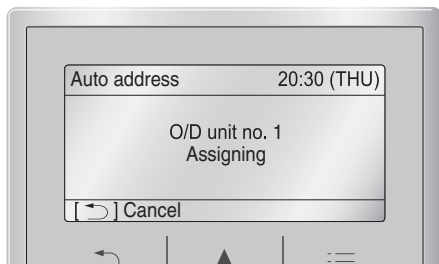 Auto address 20:30 (THU)
O/D unit no. 1
Assigning
[ ⮌ ] Cancel